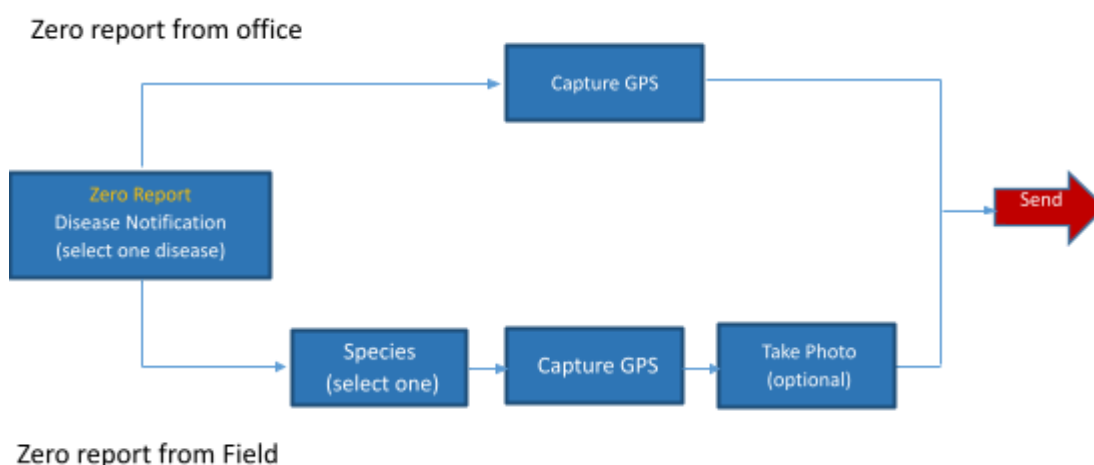 Zero report from office
Capture GPS
Zero Report
Disease Notification
(select one disease)
Send
Species
(select one)
Capture GPS
Take Photo
(optional)
Zero report from Field